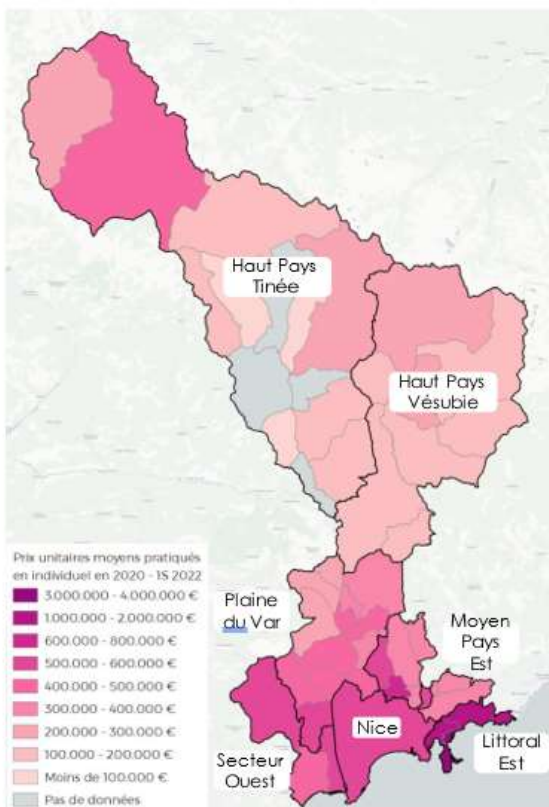 Haut Pays
Tinée
Haut Pays
Vésubie
Prix unitaires moyens pratiqués
en individuel en 2020 - 1S 2022
3.000.000 - 4.000.000 €
1.000.000 - 2.000.000 €
600.000 - 800.000 €
500.000 - 600.000 €
400.000 - 500.000 €
300.000 - 400.000 €
200.000 - 300.000 €
100.000 - 200.000 €
Moins de 100.000 €
Pas de données
Plaine
du Var
Moyen
Pays
Est
Nice
Secteur
Ouest
Littoral
Est